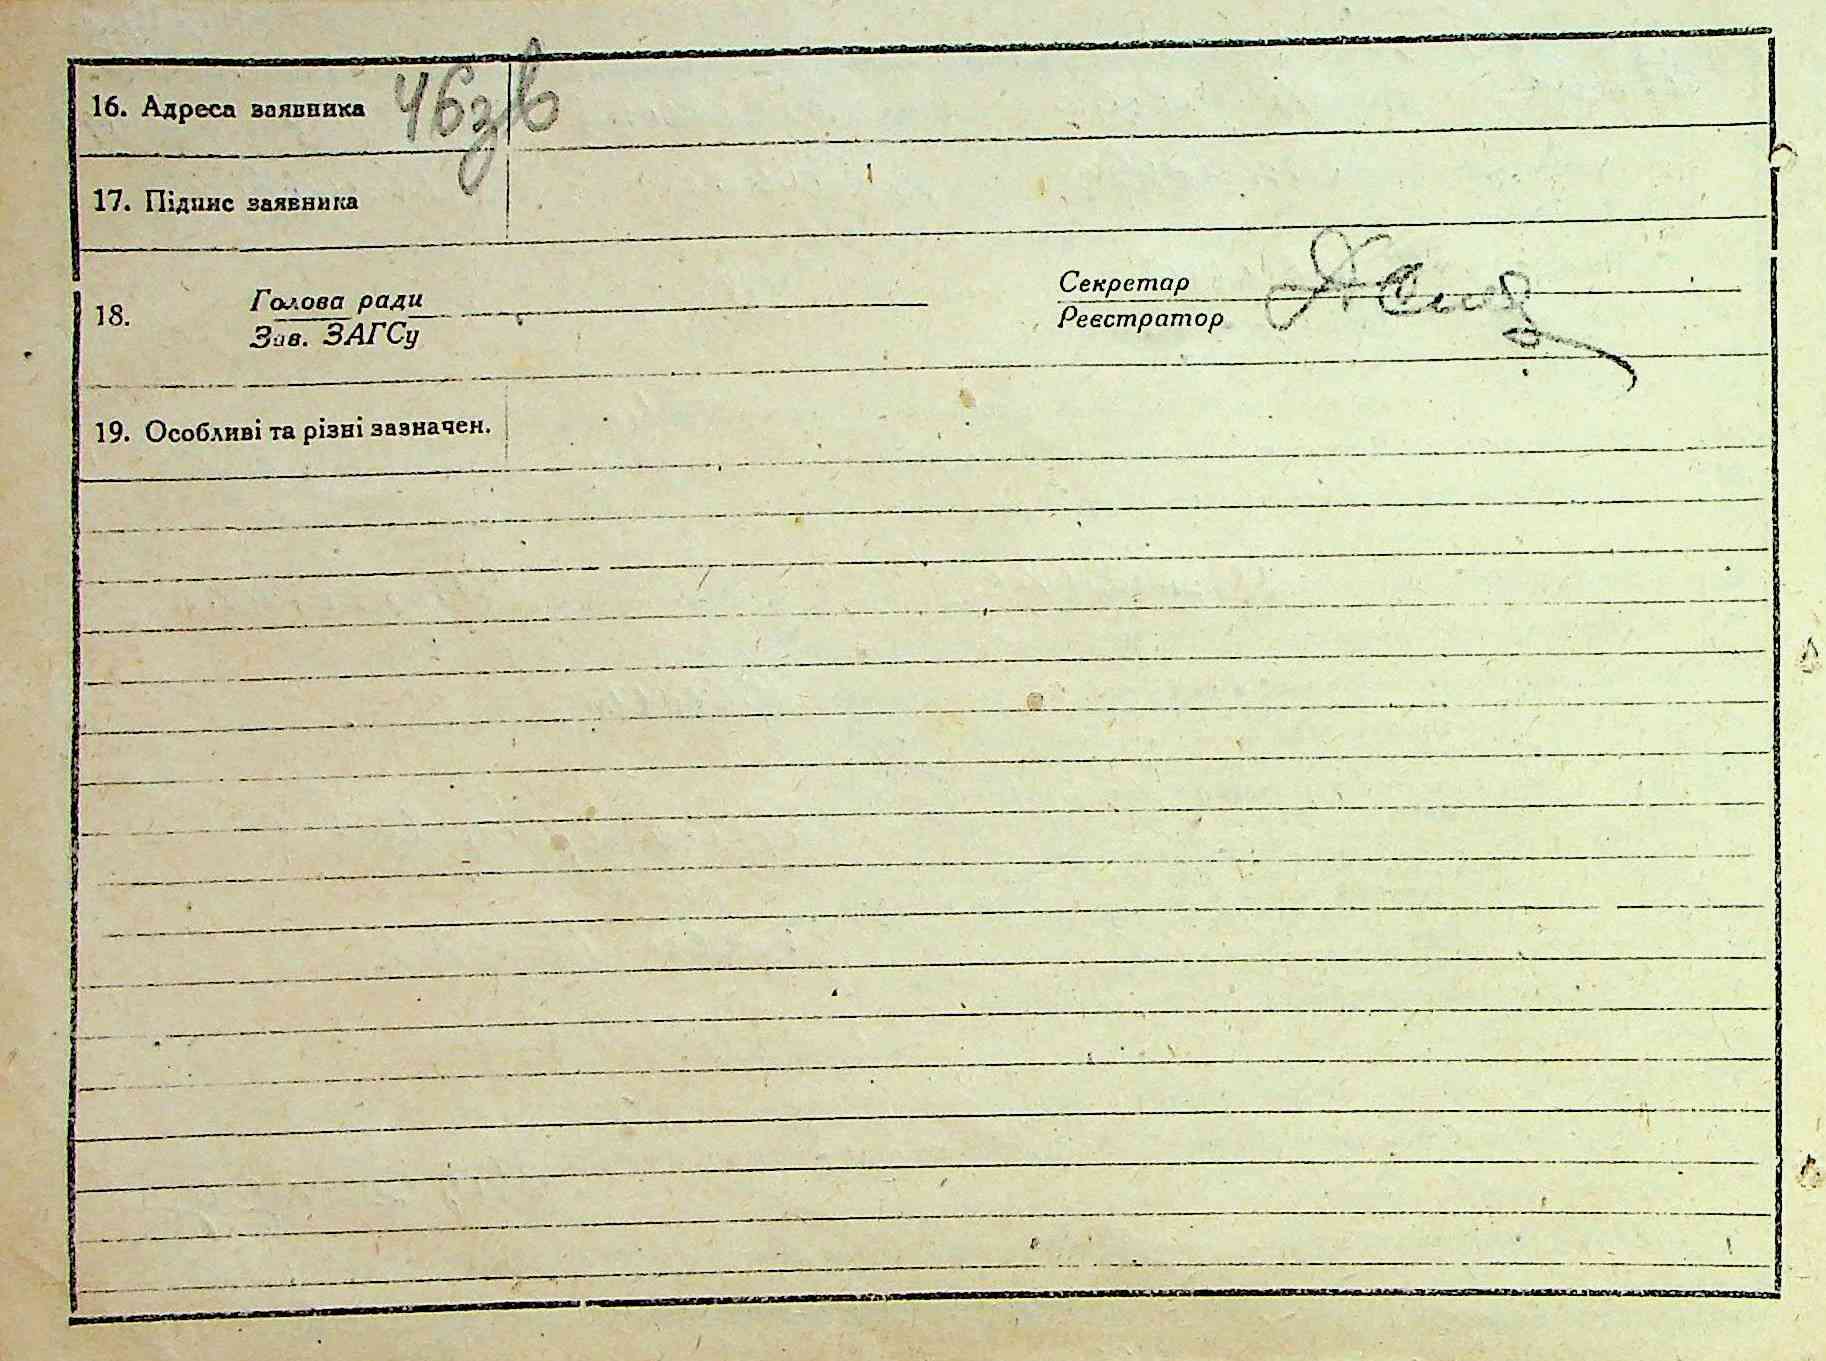 16. Адреса заявника 46зв
17. Підпис заявника
18. Голова ради
Зав. ЗАГСу
Секретар
Реєстратор
19. Особливі та різні зазначен.